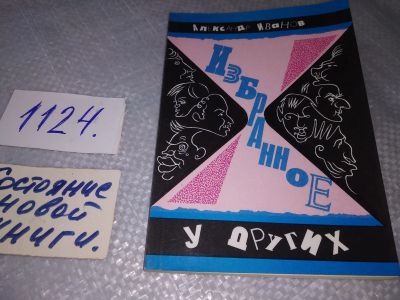 АЛЕКСАНДР ИВАНОВ
ИЗБРАННОЕ
У ДРУГИХ
1124.
Состояние
новой
книги.